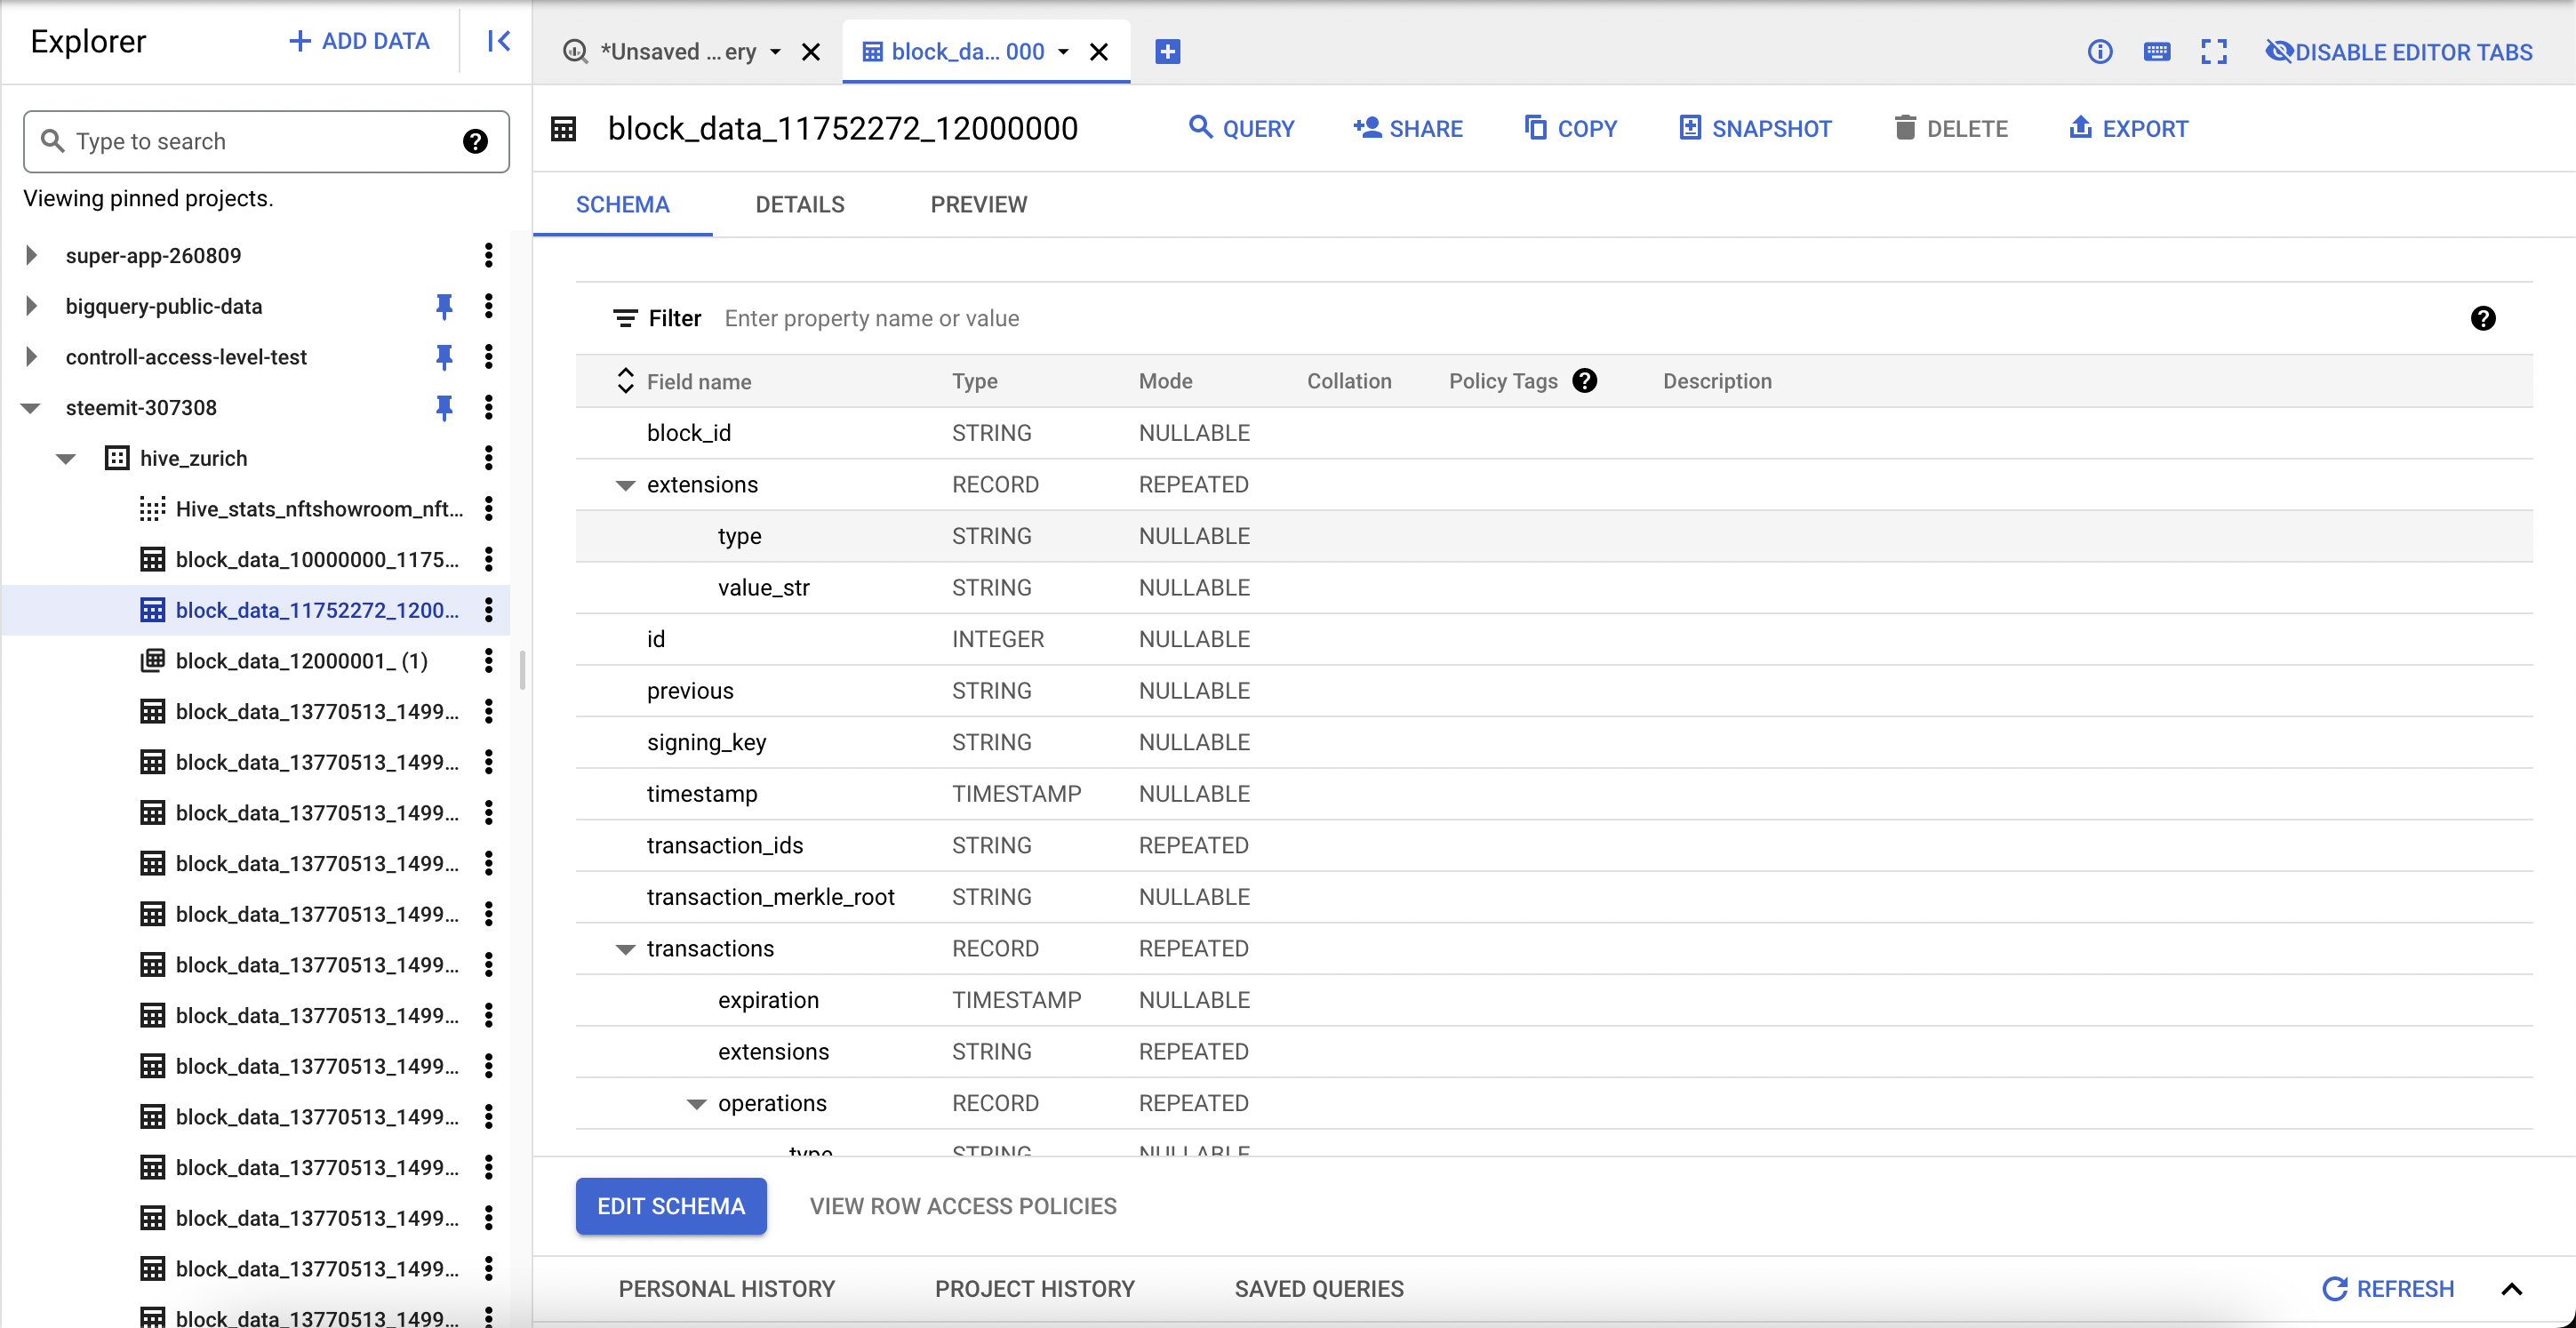 Explorer
ADD DATA
*Unsaved ... ery
block_da... 000
DISABLE EDITOR TABS
Type to search
Viewing pinned projects.
super-app-260809
bigquery-public-data
controll-access-level-test
steemit-307308
hive_zurich
Hive_stats_nftshowroom_nft...
block_data_10000000_1175...
block_data_11752272_1200...
block_data_12000001_ (1)
block_data_13770513_1499...
block_data_13770513_1499...
block_data_13770513_1499...
block_data_13770513_1499...
block_data_13770513_1499...
block_data_13770513_1499...
block_data_13770513_1499...
block_data_13770513_1499...
block_data_13770513_1499...
block_data_13770513_1499...
block_data_13770513_1499...
block_data_13770513_1499...
block_data_13770513_1499...
block_data_11752272_12000000
QUERY SHARE COPY SNAPSHOT DELETE EXPORT
SCHEMA DETAILS PREVIEW
Filter Enter property name or value
Field name Type Mode Collation Policy Tags Description
block_id STRING NULLABLE
extensions RECORD REPEATED
type STRING NULLABLE
value_str STRING NULLABLE
id INTEGER NULLABLE
previous STRING NULLABLE
signing_key STRING NULLABLE
timestamp TIMESTAMP NULLABLE
transaction_ids STRING REPEATED
transaction_merkle_root STRING NULLABLE
transactions RECORD REPEATED
expiration TIMESTAMP NULLABLE
extensions STRING REPEATED
operations RECORD REPEATED
type STRING NULLABLE
EDIT SCHEMA VIEW ROW ACCESS POLICIES
PERSONAL HISTORY PROJECT HISTORY SAVED QUERIES REFRESH